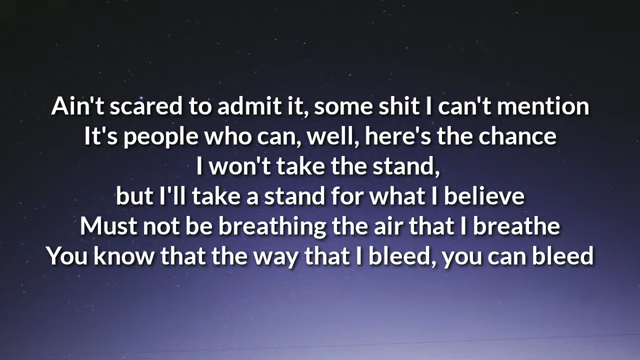 Ain't scared to admit it, some shit I can't mention
It's people who can, well, here's the chance
I won't take the stand,
but I'll take a stand for what I believe
Must not be breathing the air that I breathe
You know that the way that I bleed, you can bleed